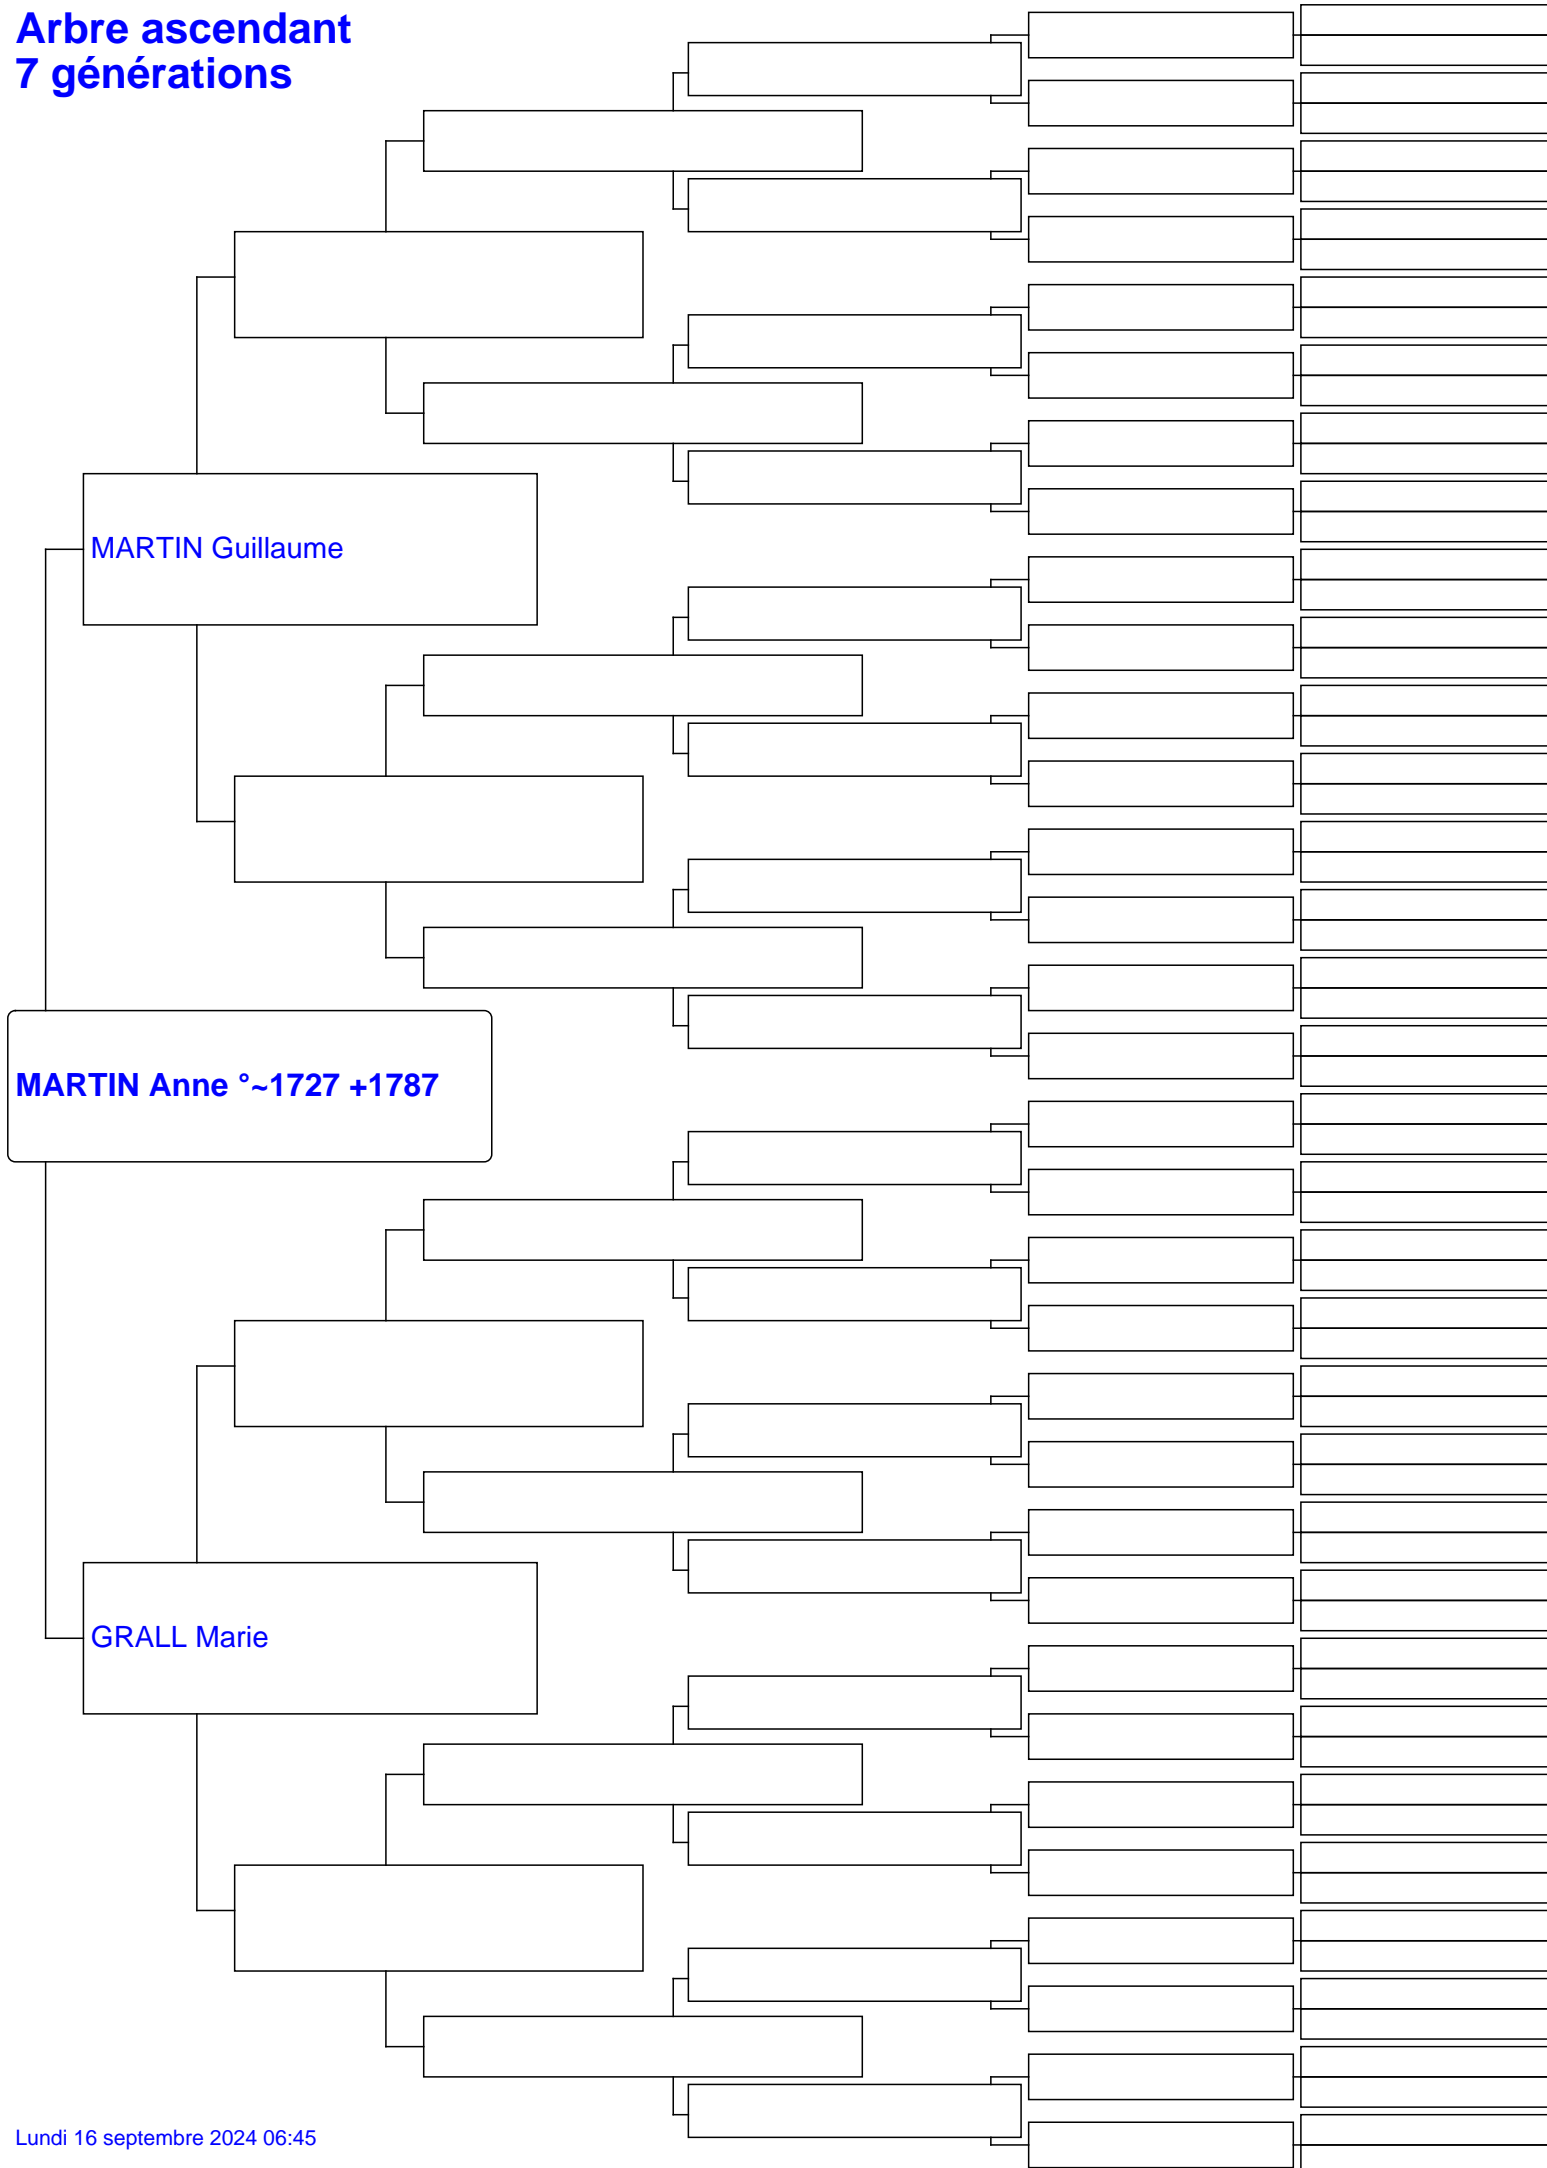 Arbre ascendant
7 générations
MARTIN Guillaume
MARTIN Anne °~1727 +1787
GRALL Marie
Lundi 16 septembre 2024 06:45